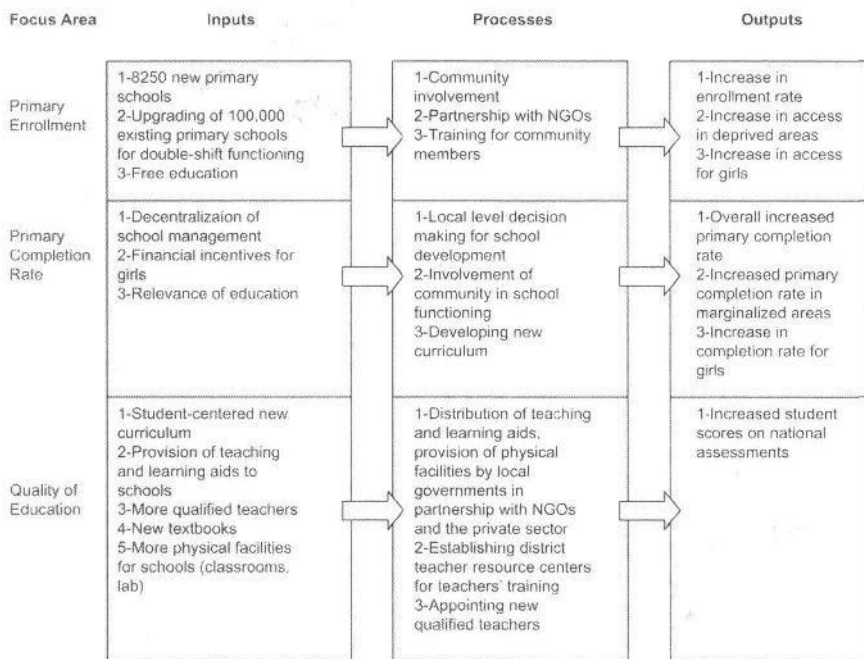 Focus Area Inputs Processes Outputs
Primary
Enrollment
1-8250 new primary
schools
2-Upgrading of 100,000
existing primary schools
for double-shift functioning
3-Free education
1-Community
involvement
2-Partnership with NGOs
3-Training for community
members
1-Increase in
enrollment rate
2-Increase in access
in deprived areas
3-Increase in access
for girls
Primary
Completion
Rate
1-Decentralizaion of
school management
2-Financial incentives for
girls
3-Relevance of education
1-Local level decision
making for school
development
2-Involvement of
community in school
functioning
3-Developing new
curriculum
1-Overall increased
primary completion
rate
2-Increased primary
completion rate in
marginalized areas
3-Increase in
completion rate for
girls
Quality of
Education
1-Student-centered new
curriculum
2-Provision of teaching
and learning aids to
schools
3-More qualified teachers
4-New textbooks
5-More physical facilities
for schools (classrooms,
lab)
1-Distribution of teaching
and learning aids,
provision of physical
facilities by local
governments in
partnership with NGOs
and the private sector
2-Establishing district
teacher resource centers
for teachers' training
3-Appointing new
qualified teachers
1-Increased student
scores on national
assessments